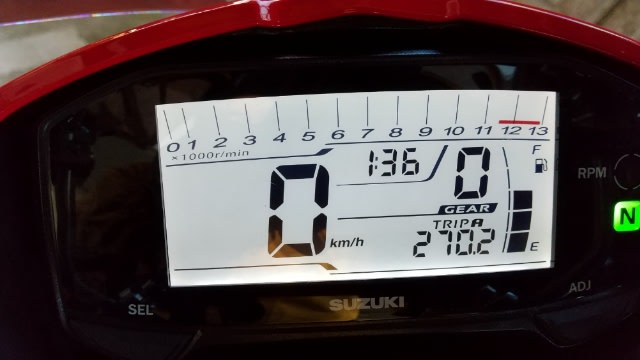 0 1 2 3 4 5 6 7 8 9 10 11 12 13
×1000r/min
1:36
0
F
GEAR
RPM
N
0
km/h
TRIP A
270.2
E
SEL
SUZUKI
ADJ